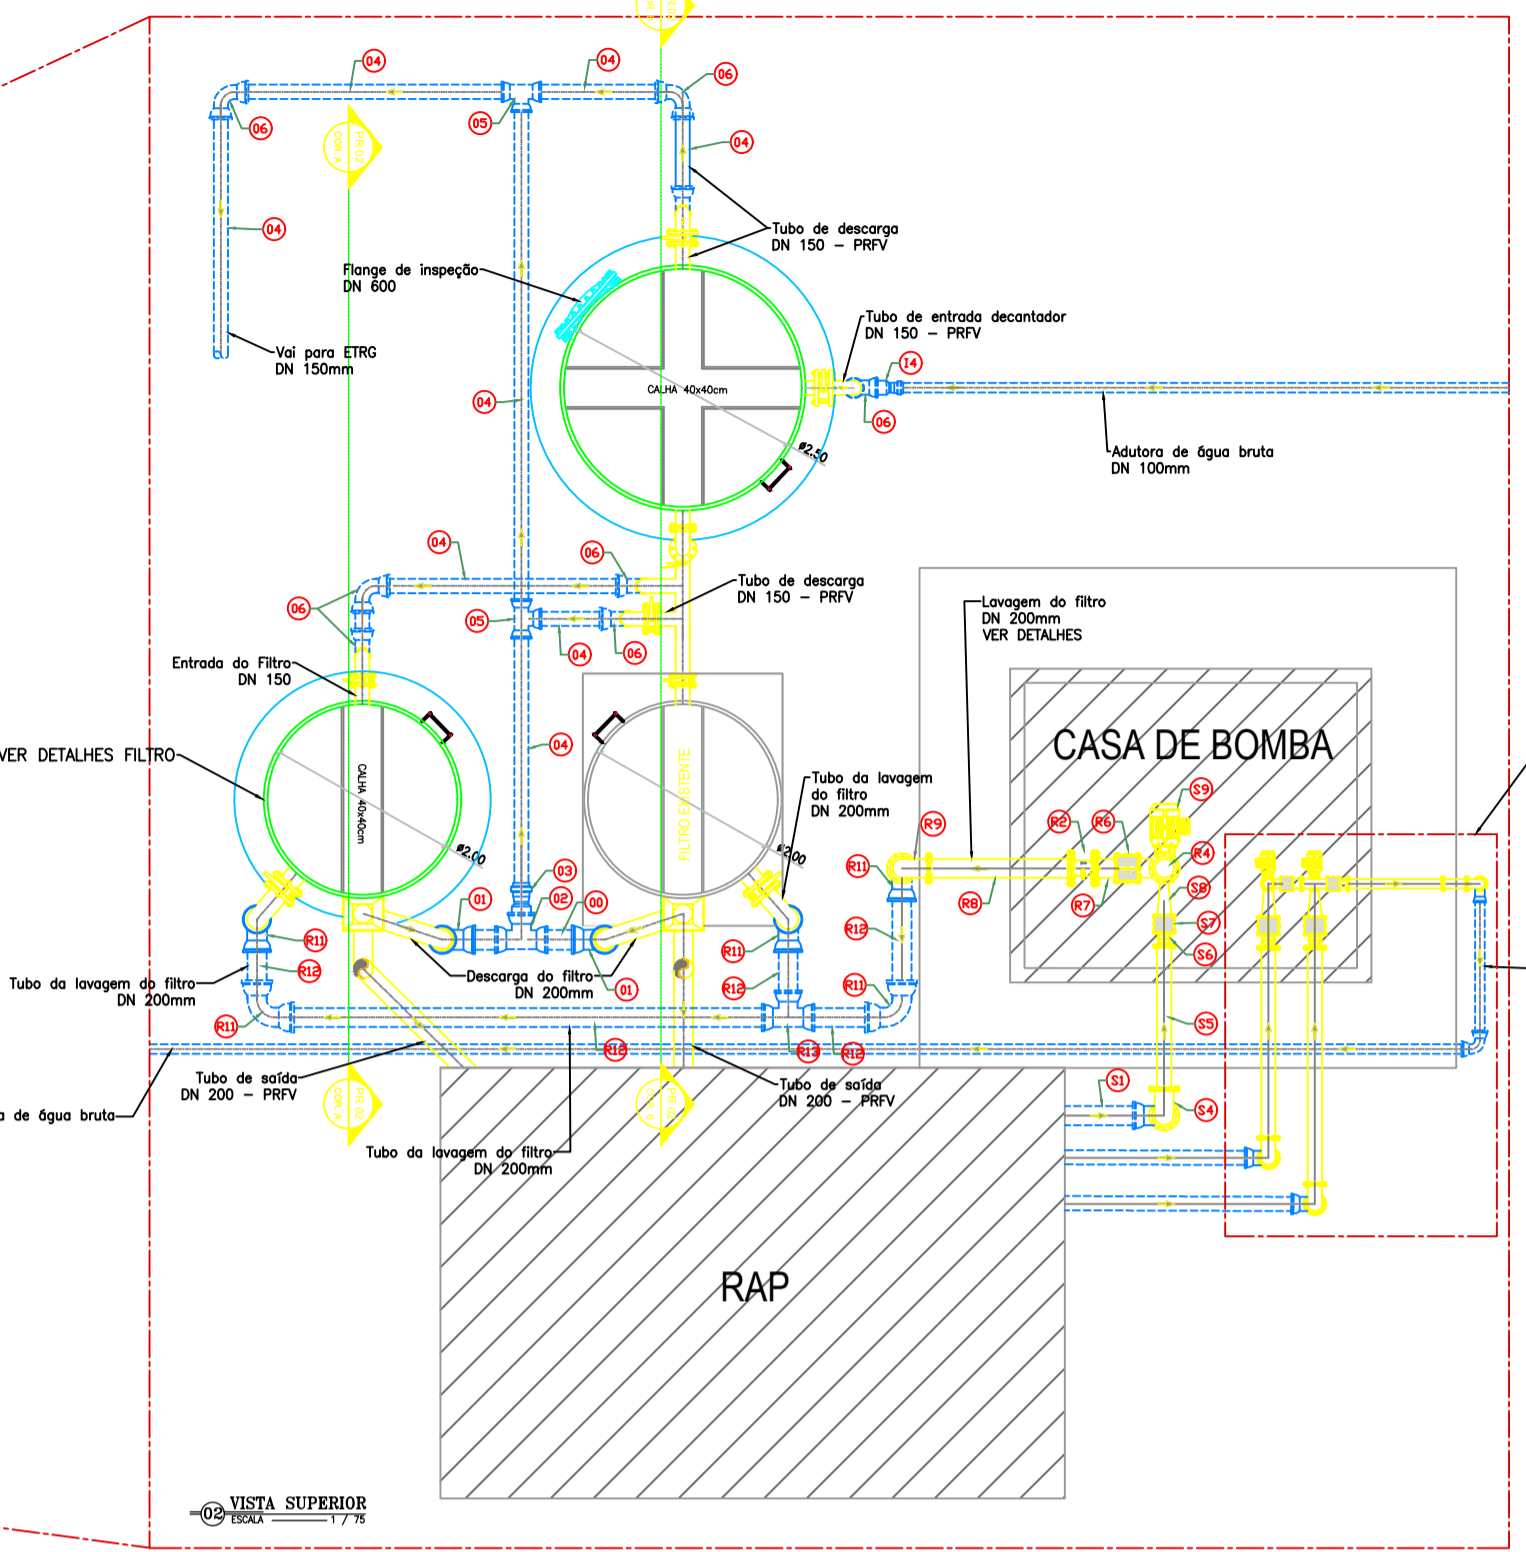 04
04
06
05
06
04
04
PR 02
COR A
Tubo de descarga
DN 150 - PRFV
Flange de inspeção
DN 600
Tubo de entrada decantador
DN 150 - PRFV
Vai para ETRG
DN 150mm
I4
CALHA 40x40cm
04
06
ø2.50
Adutora de água bruta
DN 100mm
04
06
Tubo de descarga
DN 150 - PRFV
06
05
Lavagem do filtro
DN 200mm
VER DETALHES
04
06
Entrada do Filtro
DN 150
VER DETALHES FILTRO
04
CASA DE BOMBA
CALHA 40x40cm
FILTRO EXISTENTE
Tubo da lavagem
do filtro
DN 200mm
S9
R9
R2
R6
ø2.00
ø2.00
R4
R11
03
R8
R7
S8
01
02
00
R12
S7
R11
R11
S6
R12
Descarga do filtro
DN 200mm
01
R12
R11
Tubo da lavagem do filtro
DN 200mm
R11
S5
R12
R13
R12
Tubo de saída
DN 200 - PRFV
Tubo de saída
DN 200 - PRFV
S1
a de água bruta
PR 02
COR A
S4
Tubo da lavagem do filtro
DN 200mm
RAP
02
VISTA SUPERIOR
ESCALA 1 / 75